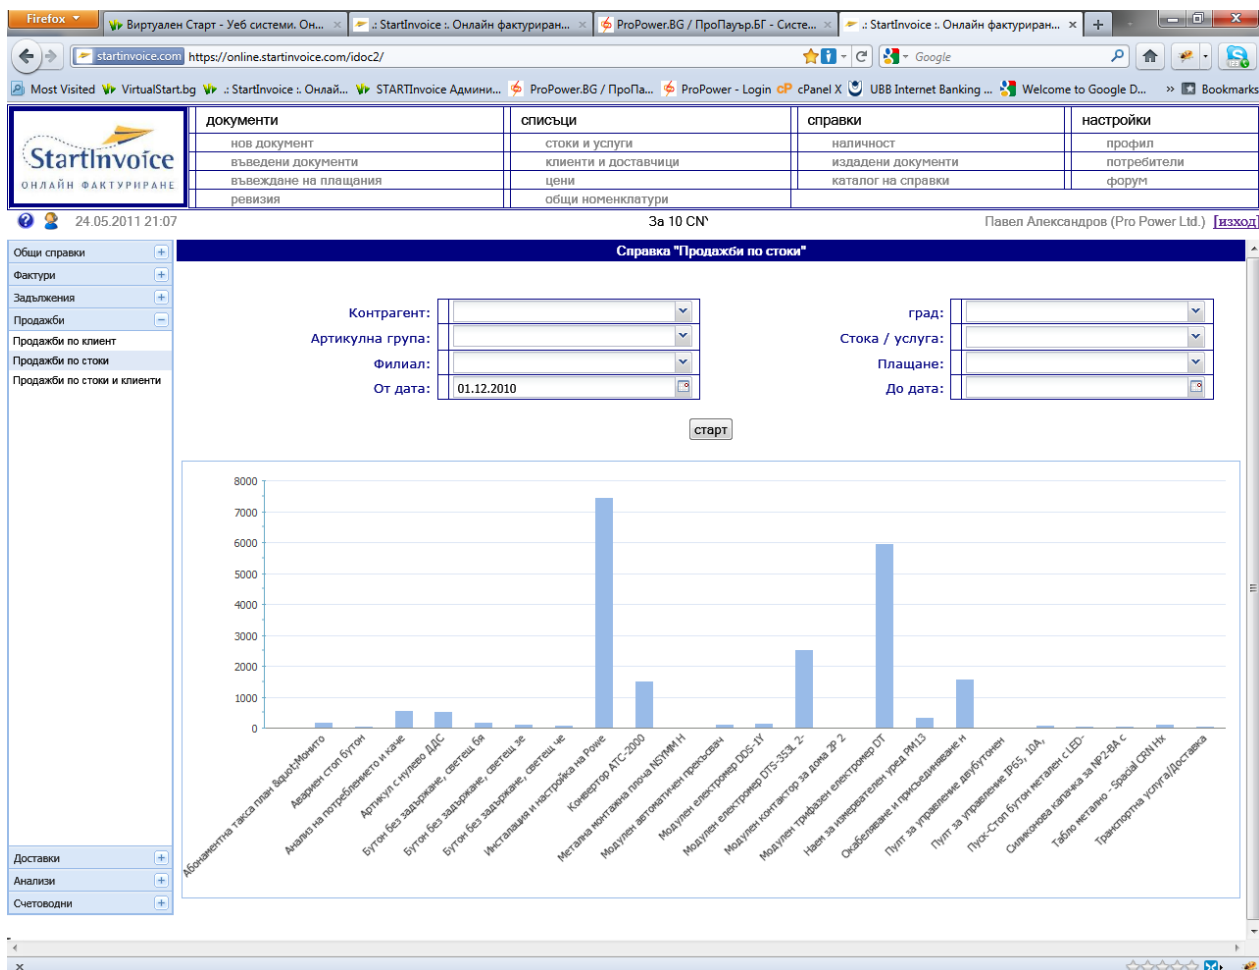 Firefox
Виртуален Старт - Уеб системи. Он...
.: StartInvoice :. Онлайн фактуриран...
ProPower.BG / ПроПауър.БГ - Систе...
.: StartInvoice :. Онлайн фактуриран...
startinvoice.com https://online.startinvoice.com/idoc2/
Google
Most Visited VirtualStart.bg .: StartInvoice :. Онлай... STARTInvoice Админи... ProPower.BG / ПроПа... ProPower - Login cPanel X UBB Internet Banking ... Welcome to Google D... » Bookmarks
StartInvoice
ОНЛАЙН ФАКТУРИРАНЕ
документи списъци справки настройки
нов документ стоки и услуги наличност профил
въведени документи клиенти и доставчици издадени документи потребители
въвеждане на плащания цени каталог на справки форум
ревизия общи номенклатури
24.05.2011 21:07 За 10 CN Павел Александров (Pro Power Ltd.) [изход]
Общи справки
Фактури
Задължения
Продажби
Продажби по клиент
Продажби по стоки
Продажби по стоки и клиенти
Доставки
Анализи
Счетоводни
Справка "Продажби по стоки"
Контрагент: град:
Артикулна група: Стока / услуга:
Филиал: Плащане:
От дата: 01.12.2010 До дата:
старт
8000
7000
6000
5000
4000
3000
2000
1000
0
Абонаментна такса план &quot;Монито
Авариен стоп бутон
Анализ на потреблението и каче
Артикул с нулево ДДС
Бутон без задържане, светещ бя
Бутон без задържане, светещ зе
Бутон без задържане, светещ че
Инсталация и настройка на Powe
Конвертор ATC-2000
Метална монтажна плоча NSYMM H
Модулен автоматичен прекъсвач
Модулен електромер DDS-1Y
Модулен електромер DTS-353L 2-
Модулен контактор за дома 2P 2
Модулен трифазен електромер DT
Наем за измервателен уред PM13
Окабеляване и присъединяване н
Пулт за управление двубутонен
Пулт за управление IP65, 10A,
Пуск-Стоп бутон метален с LED-
Силиконова капачка за NP2-BA с
Табло метално - Spacial CRN Нх
Транспортна услуга/Доставка